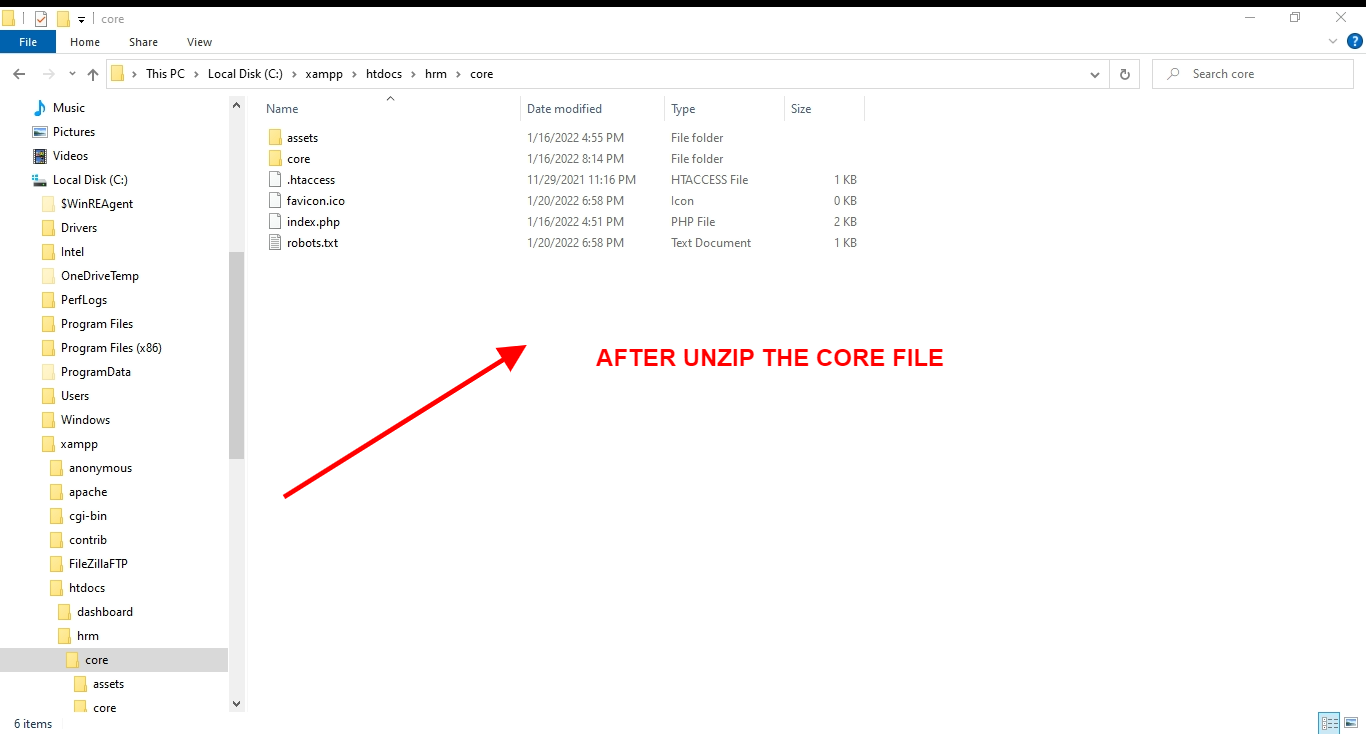 core
File Home Share View
This PC Local Disk (C:) xampp htdocs hrm core
Search core
Music
Pictures
Videos
Local Disk (C:)
$WinREAgent
Drivers
Intel
OneDriveTemp
PerfLogs
Program Files
Program Files (x86)
ProgramData
Users
Windows
xampp
anonymous
apache
cgi-bin
contrib
FileZillaFTP
htdocs
dashboard
hrm
core
assets
core
Name Date modified Type Size
assets 1/16/2022 4:55 PM File folder
core 1/16/2022 8:14 PM File folder
.htaccess 11/29/2021 11:16 PM HTACCESS File 1 KB
favicon.ico 1/20/2022 6:58 PM Icon 0 KB
index.php 1/16/2022 4:51 PM PHP File 2 KB
robots.txt 1/20/2022 6:58 PM Text Document 1 KB
AFTER UNZIP THE CORE FILE
6 items